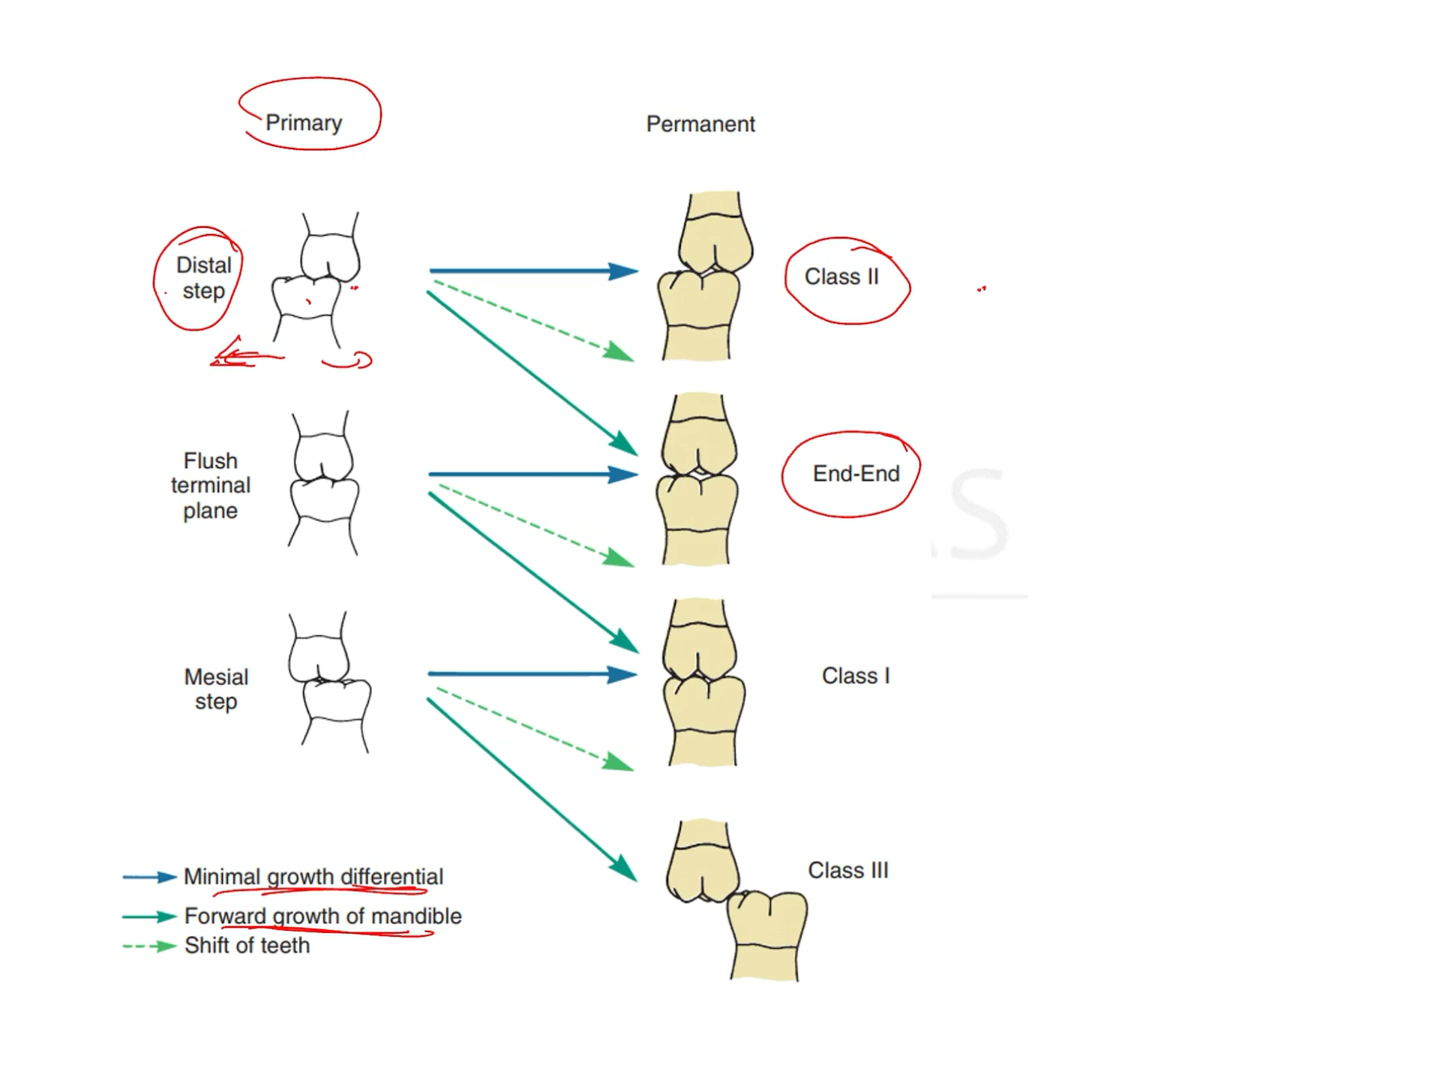 Primary
Permanent
Distal
step
Class II
Flush
terminal
plane
End-End
Mesial
step
Class I
Class III
Minimal growth differential
Forward growth of mandible
Shift of teeth